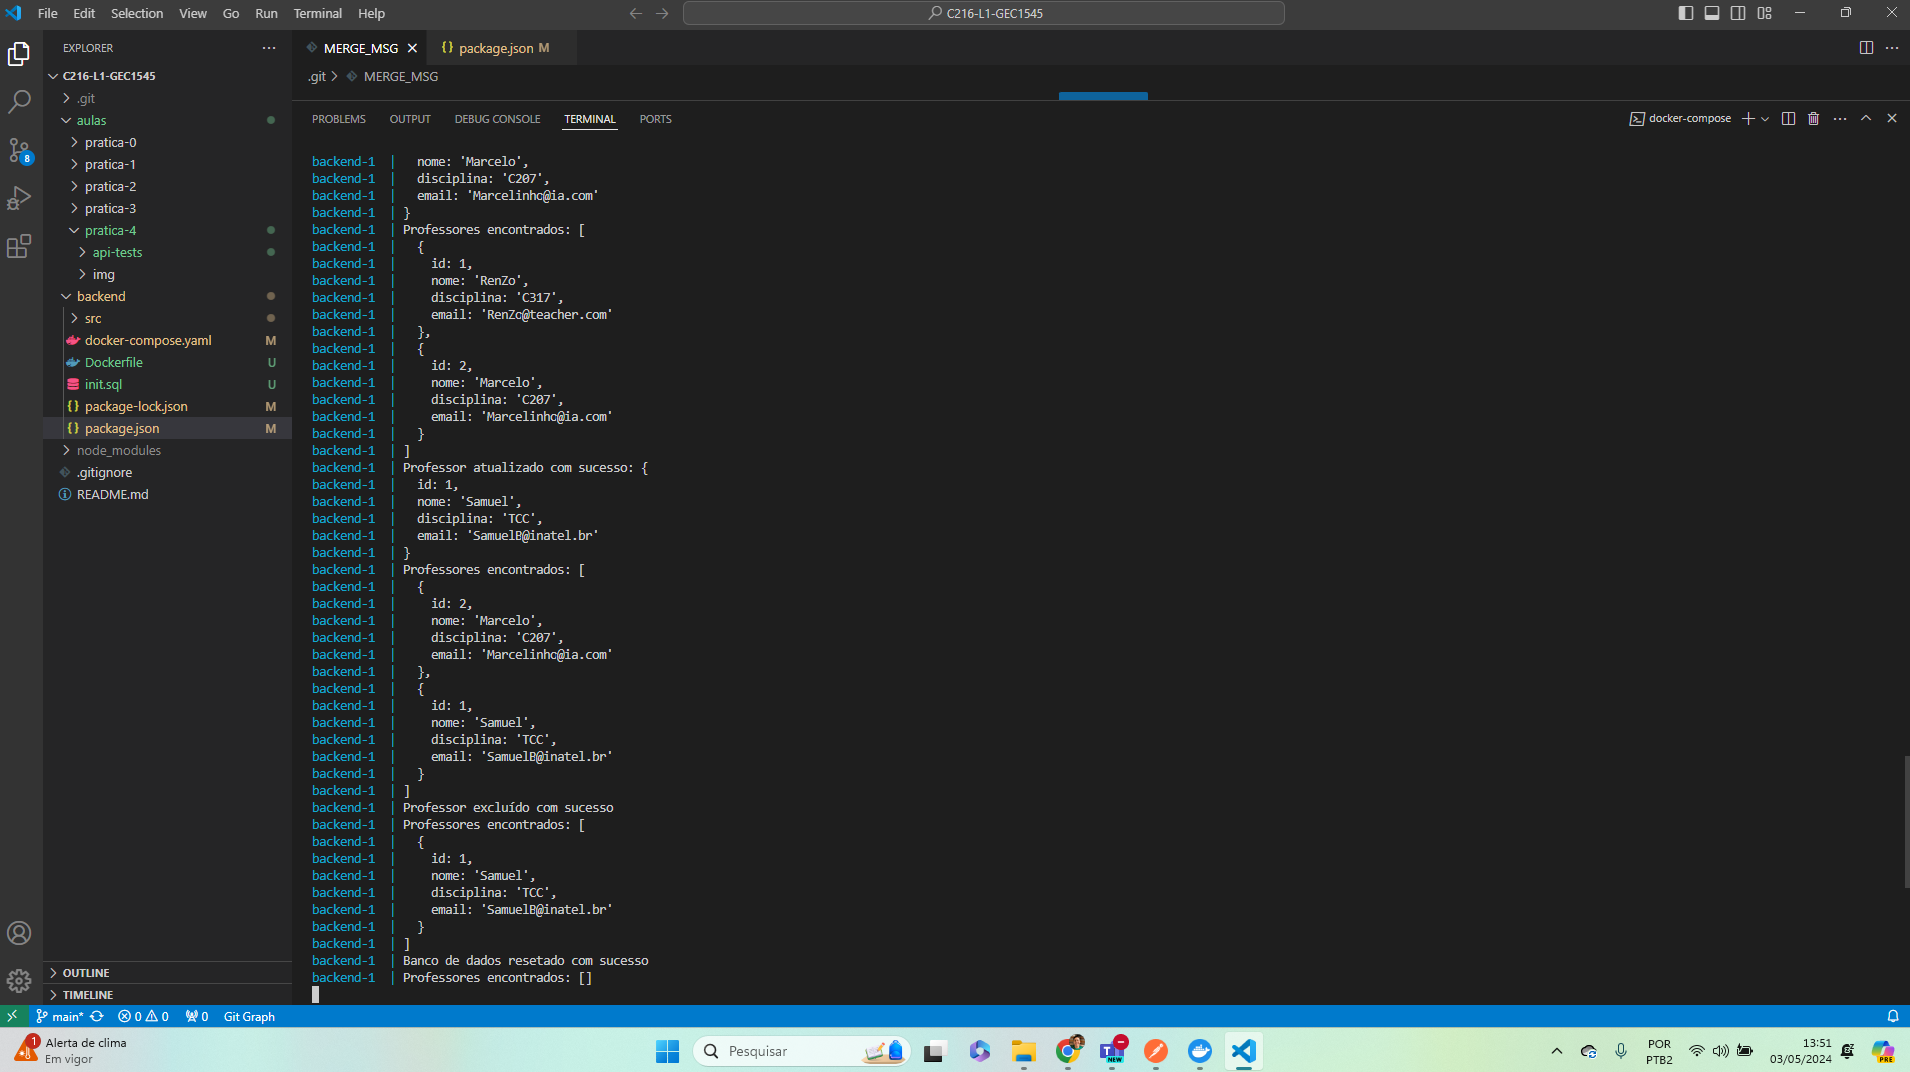 File Edit Selection View Go Run Terminal Help
C216-L1-GEC1545
EXPLORER
MERGE_MSG
package.json M
C216-L1-GEC1545
.git > MERGE_MSG
.git
aulas
pratica-0
pratica-1
pratica-2
pratica-3
pratica-4
api-tests
img
backend
src
docker-compose.yaml M
Dockerfile U
init.sql U
package-lock.json M
package.json M
node_modules
.gitignore
README.md
8
OUTLINE
TIMELINE
PROBLEMS OUTPUT DEBUG CONSOLE TERMINAL PORTS
docker-compose
backend-1 | nome: 'Marcelo',
backend-1 | disciplina: 'C207',
backend-1 | email: 'Marcelinho@ia.com'
backend-1 | }
backend-1 | Professores encontrados: [
backend-1 | {
backend-1 | id: 1,
backend-1 | nome: 'RenZo',
backend-1 | disciplina: 'C317',
backend-1 | email: 'RenZo@teacher.com'
backend-1 | },
backend-1 | {
backend-1 | id: 2,
backend-1 | nome: 'Marcelo',
backend-1 | disciplina: 'C207',
backend-1 | email: 'Marcelinho@ia.com'
backend-1 | }
backend-1 | ]
backend-1 | Professor atualizado com sucesso: {
backend-1 | id: 1,
backend-1 | nome: 'Samuel',
backend-1 | disciplina: 'TCC',
backend-1 | email: 'SamuelB@inatel.br'
backend-1 | }
backend-1 | Professores encontrados: [
backend-1 | {
backend-1 | id: 2,
backend-1 | nome: 'Marcelo',
backend-1 | disciplina: 'C207',
backend-1 | email: 'Marcelinho@ia.com'
backend-1 | },
backend-1 | {
backend-1 | id: 1,
backend-1 | nome: 'Samuel',
backend-1 | disciplina: 'TCC',
backend-1 | email: 'SamuelB@inatel.br'
backend-1 | }
backend-1 | ]
backend-1 | Professor excluído com sucesso
backend-1 | Professores encontrados: [
backend-1 | {
backend-1 | id: 1,
backend-1 | nome: 'Samuel',
backend-1 | disciplina: 'TCC',
backend-1 | email: 'SamuelB@inatel.br'
backend-1 | }
backend-1 | ]
backend-1 | Banco de dados resetado com sucesso
backend-1 | Professores encontrados: []
main* 0 0 0 Git Graph
1
Alerta de clima
Em vigor
Pesquisar
NEW
POR
PTB2
13:51
03/05/2024
PRE